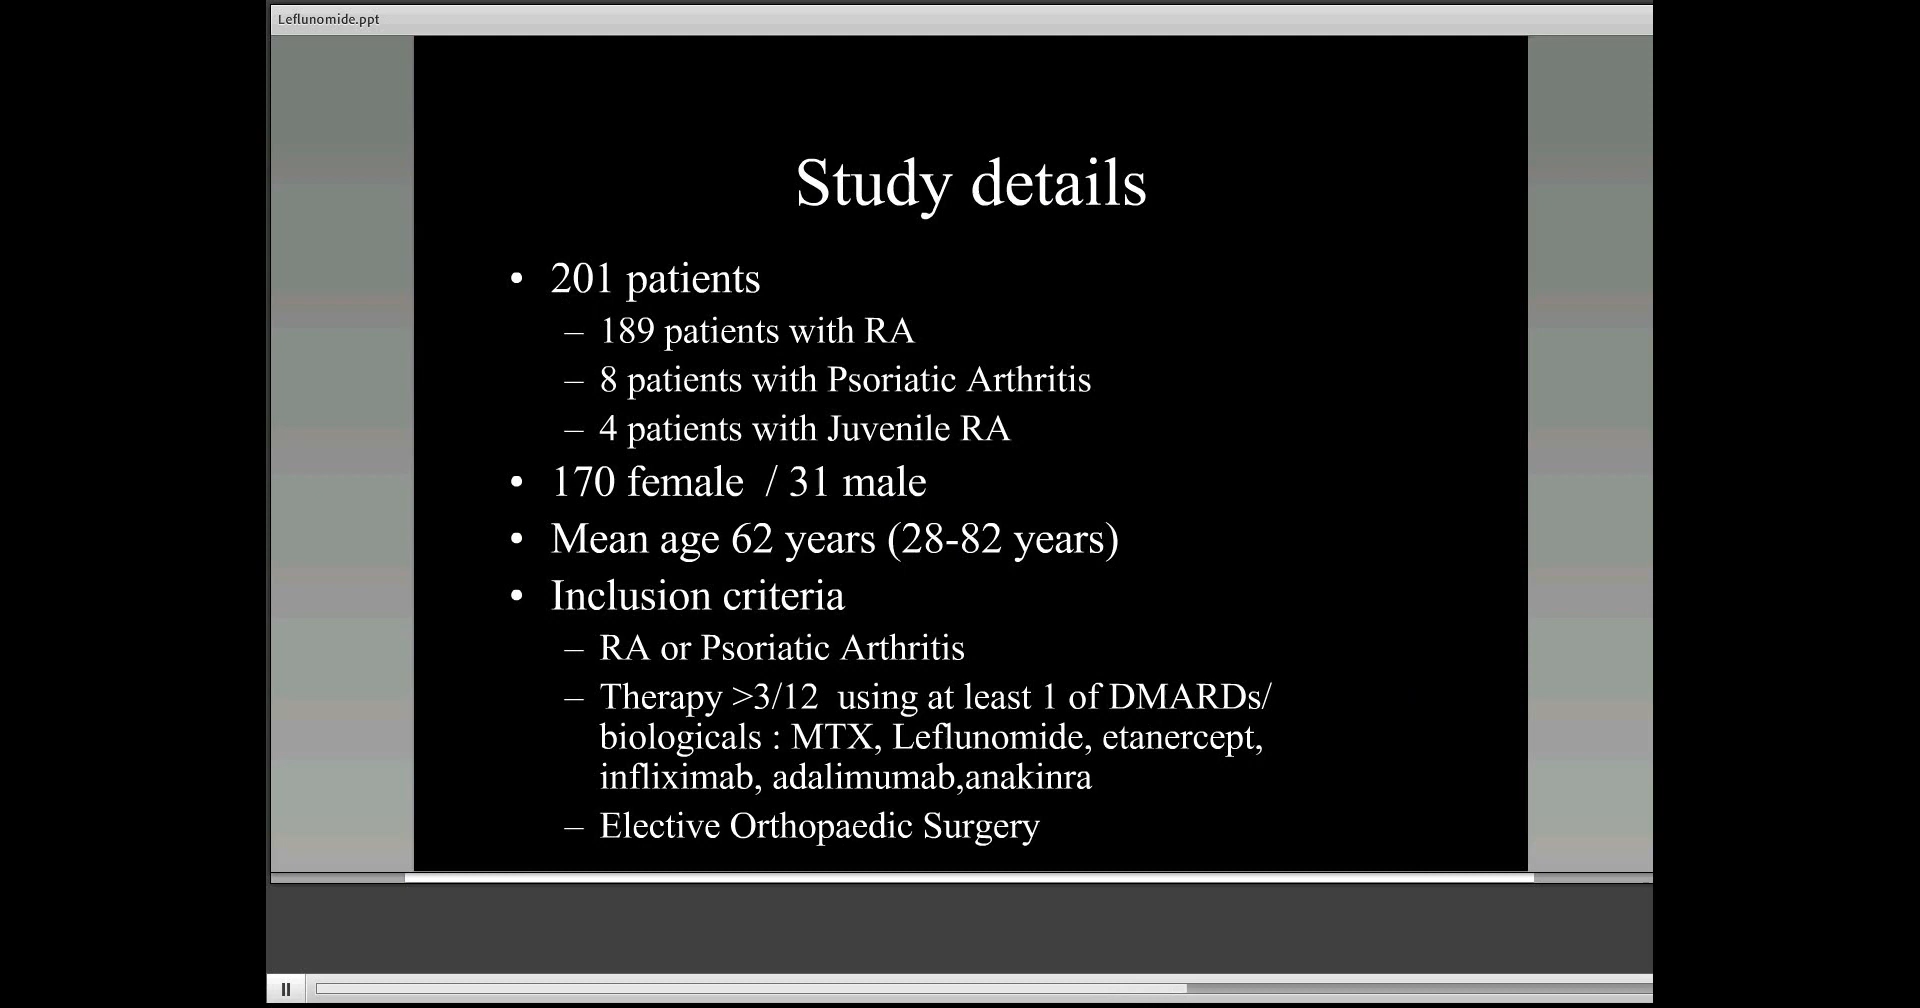 Leflunomide.ppt
Study details
• 201 patients
– 189 patients with RA
– 8 patients with Psoriatic Arthritis
– 4 patients with Juvenile RA
• 170 female / 31 male
• Mean age 62 years (28-82 years)
• Inclusion criteria
– RA or Psoriatic Arthritis
– Therapy >3/12 using at least 1 of DMARDs/
biologicals : MTX, Leflunomide, etanercept,
infliximab, adalimumab,anakinra
– Elective Orthopaedic Surgery